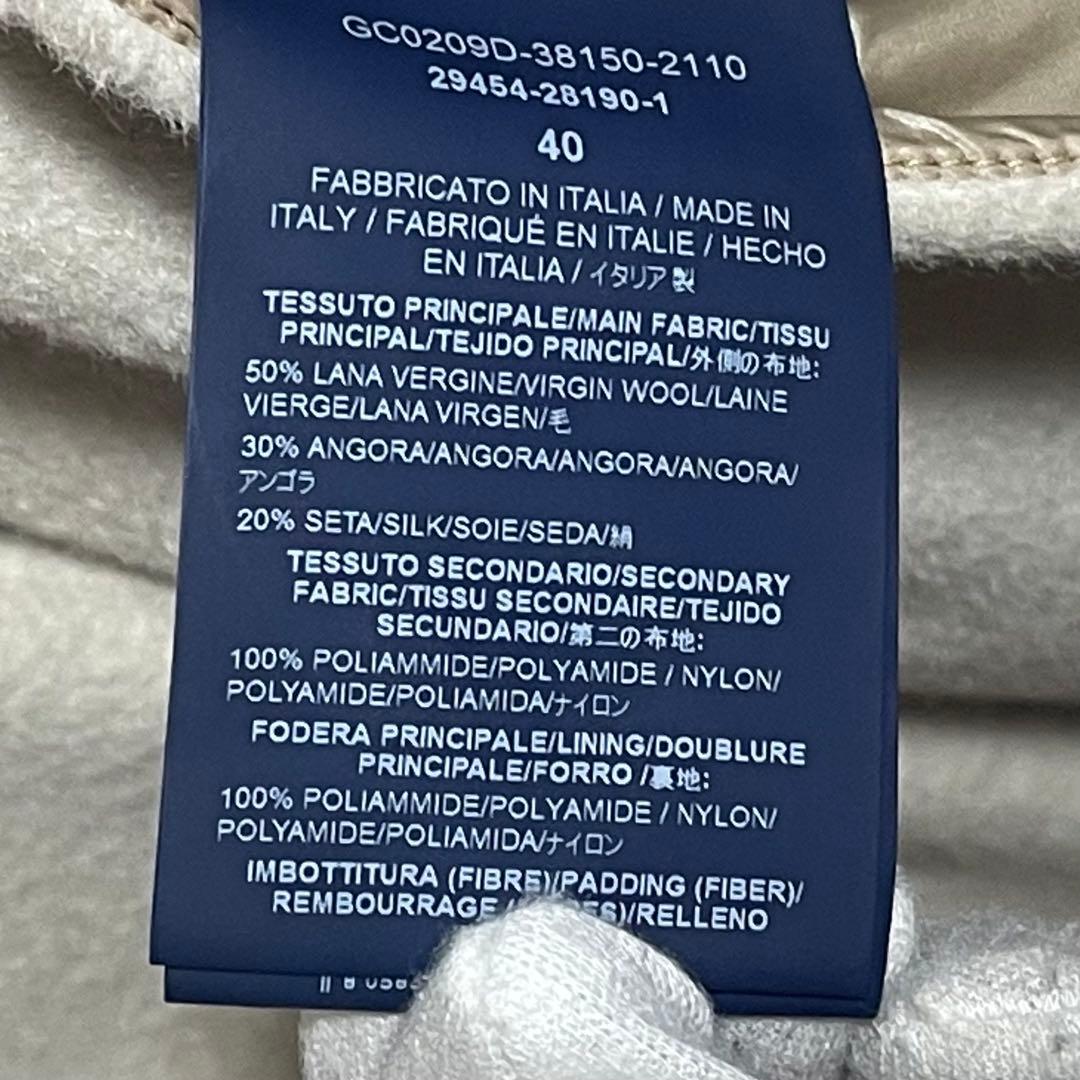 GC0209D-38150-2110
29454-28190-1
40
FABBRICATO IN ITALIA / MADE IN
ITALY / FABRIQUÉ EN ITALIE / HECHO
EN ITALIA / イタリア製
TESSUTO PRINCIPALE/MAIN FABRIC/TISSU
PRINCIPAL/TEJIDO PRINCIPAL/外側の布地:
50% LANA VERGINE/VIRGIN WOOL/LAINE
VIERGE/LANA VIRGEN/毛
30% ANGORA/ANGORA/ANGORA/ANGORA/
アンゴラ
20% SETA/SILK/SOIE/SEDA/絹
TESSUTO SECONDARIO/SECONDARY
FABRIC/TISSU SECONDAIRE/TEJIDO
SECUNDARIO/第二の布地:
100% POLIAMMIDE/POLYAMIDE / NYLON/
POLYAMIDE/POLIAMIDA/ナイロン
FODERA PRINCIPALE/LINING/DOUBLURE
PRINCIPALE/FORRO /裏地:
100% POLIAMMIDE/POLYAMIDE / NYLON/
POLYAMIDE/POLIAMIDA/ナイロン
IMBOTTITURA (FIBRE)/PADDING (FIBER)/
REMBOURRAGE /RELLENO